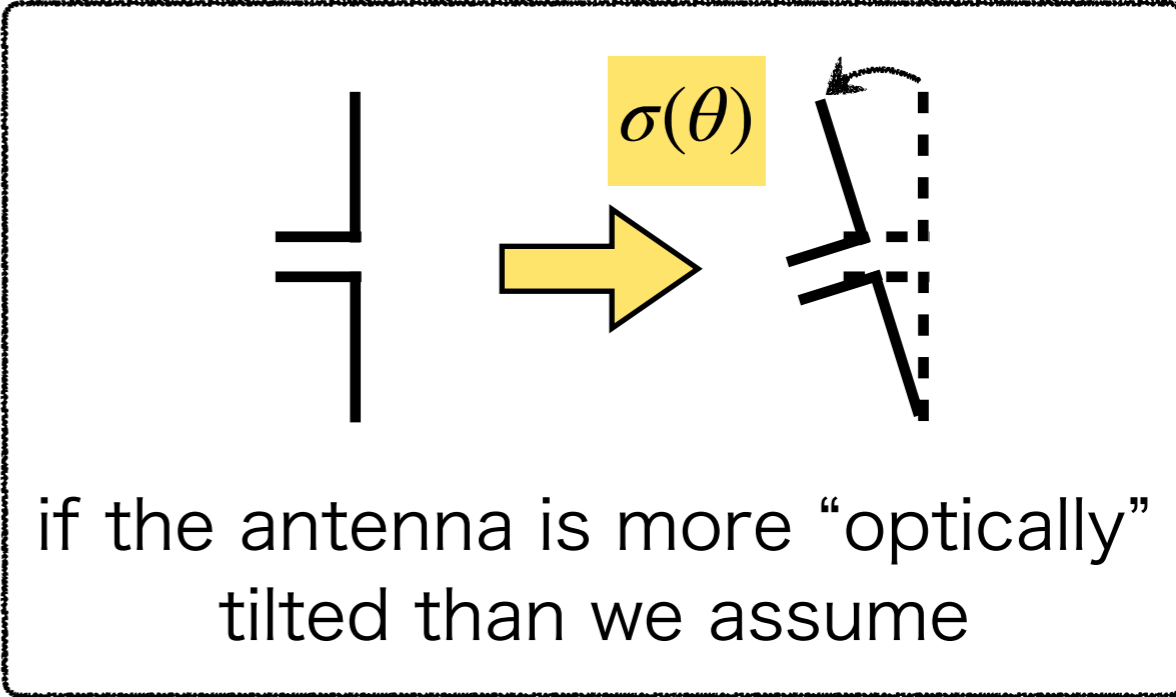 σ(θ)
if the antenna is more “optically”
tilted than we assume